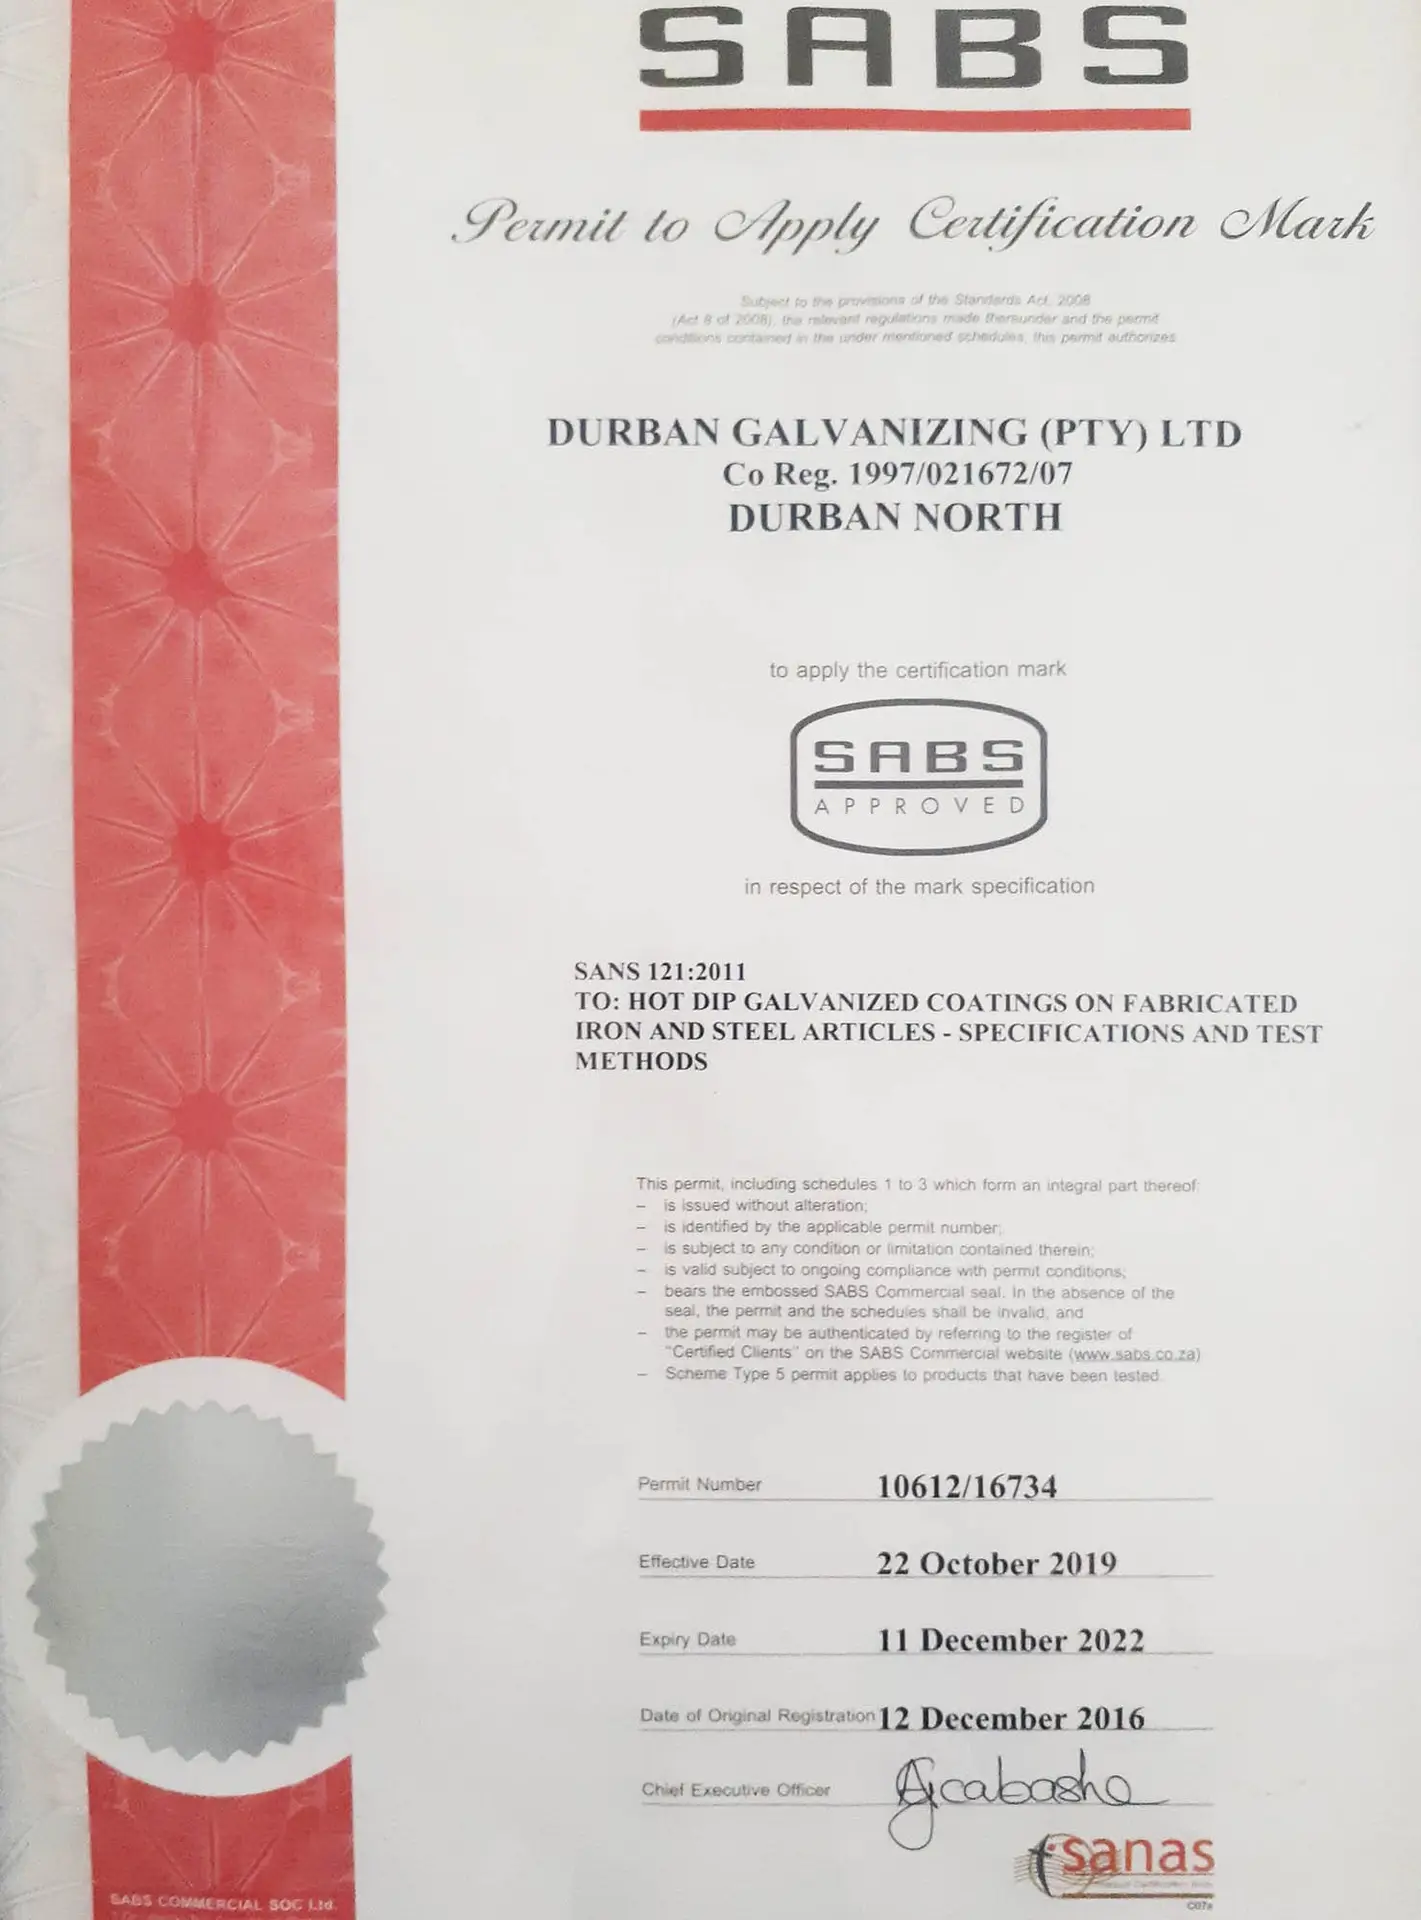 SABS
Permit to Apply Certification Mark
Subject to the provisions of the Standards Act, 2008
(Act 8 of 2008), the relevant regulations made thereunder and the permit
conditions contained in the under mentioned schedules, this permit authorizes
DURBAN GALVANIZING (PTY) LTD
Co Reg. 1997/021672/07
DURBAN NORTH
to apply the certification mark
SABS
APPROVED
in respect of the mark specification
SANS 121:2011
TO: HOT DIP GALVANIZED COATINGS ON FABRICATED
IRON AND STEEL ARTICLES - SPECIFICATIONS AND TEST
METHODS
This permit, including schedules 1 to 3 which form an integral part thereof:
– is issued without alteration;
– is identified by the applicable permit number;
– is subject to any condition or limitation contained therein;
– is valid subject to ongoing compliance with permit conditions;
– bears the embossed SABS Commercial seal. In the absence of the
seal, the permit and the schedules shall be invalid; and
– the permit may be authenticated by referring to the register of
"Certified Clients" on the SABS Commercial website (www.sabs.co.za)
– Scheme Type 5 permit applies to products that have been tested.
Permit Number 10612/16734
Effective Date 22 October 2019
Expiry Date 11 December 2022
Date of Original Registration 12 December 2016
Chief Executive Officer
sanas
C07a
SABS COMMERCIAL SOC Ltd.